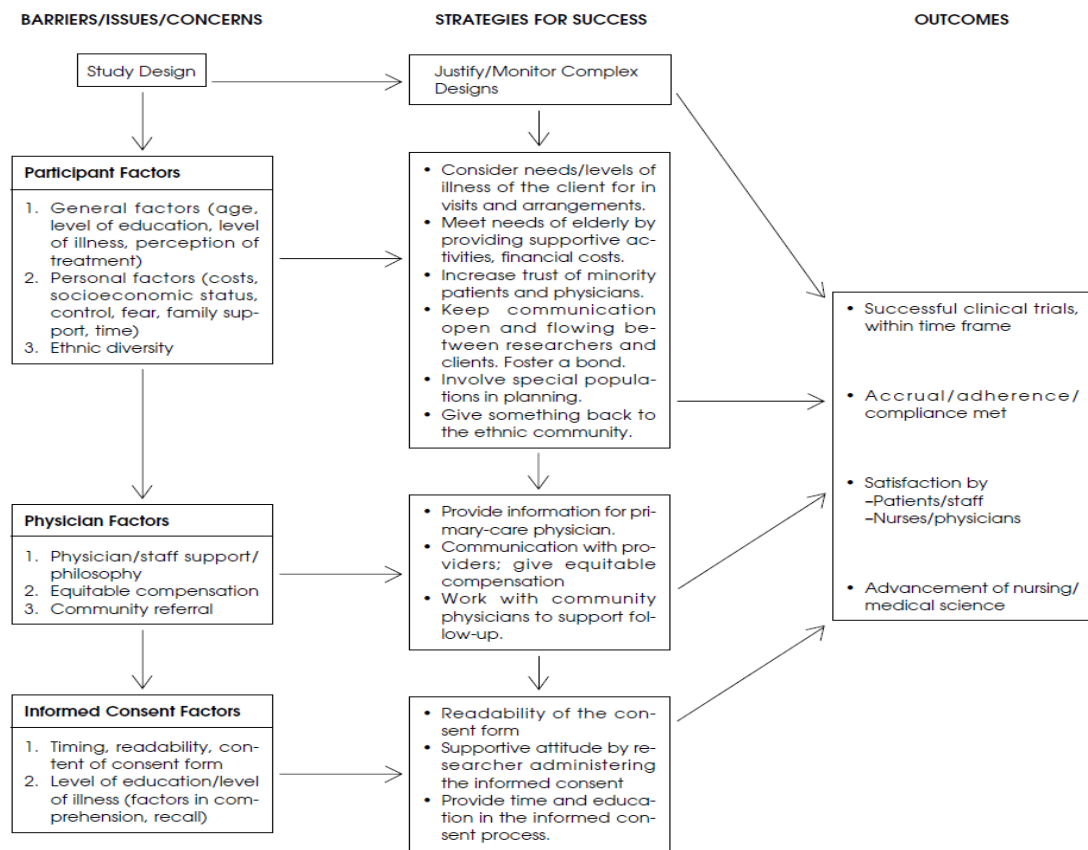 BARRIERS/ISSUES/CONCERNS
STRATEGIES FOR SUCCESS
OUTCOMES
Study Design
Justify/Monitor Complex
Designs
Participant Factors
1. General factors (age,
level of education, level
of illness, perception of
treatment)
2. Personal factors (costs,
socioeconomic status,
control, fear, family sup-
port, time)
3. Ethnic diversity
• Consider needs/levels of
illness of the client for in
visits and arrangements.
• Meet needs of elderly by
providing supportive ac-
tivities, financial costs.
• Increase trust of minority
patients and physicians.
• Keep communication
open and flowing be-
tween researchers and
clients. Foster a bond.
• Involve special popula-
tions in planning.
• Give something back to
the ethnic community.
Physician Factors
1. Physician/staff support/
philosophy
2. Equitable compensation
3. Community referral
• Provide information for pri-
mary-care physician.
• Communication with pro-
viders; give equitable
compensation
• Work with community
physicians to support fol-
low-up.
Informed Consent Factors
1. Timing, readability, con-
tent of consent form
2. Level of education/level
of illness (factors in com-
prehension, recall)
• Readability of the con-
sent form
• Supportive attitude by re-
searcher administering
the informed consent
• Provide time and educa-
tion in the informed con-
sent process.
• Successful clinical trials,
within time frame
• Accrual/adherence/
compliance met
• Satisfaction by
–Patients/staff
–Nurses/physicians
• Advancement of nursing/
medical science